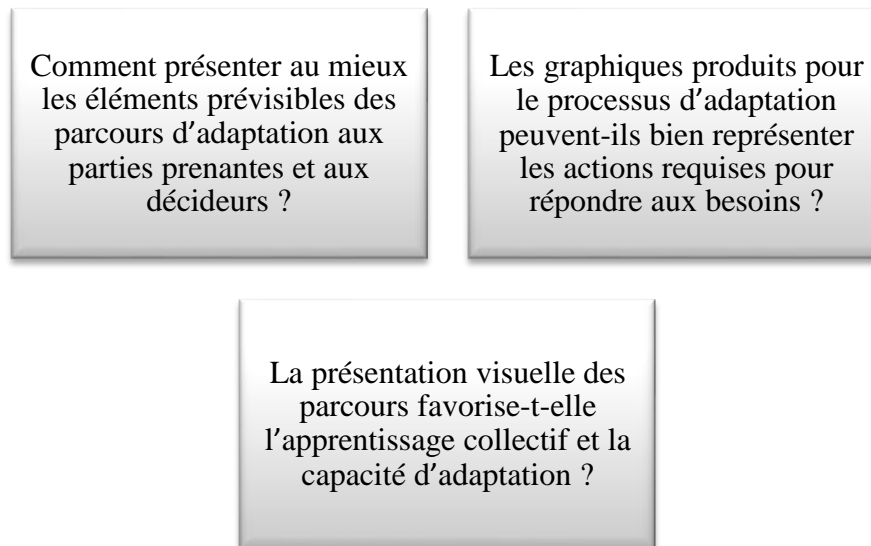 Comment présenter au mieux
les éléments prévisibles des
parcours d’adaptation aux
parties prenantes et aux
décideurs ?
Les graphiques produits pour
le processus d’adaptation
peuvent-ils bien représenter
les actions requises pour
répondre aux besoins ?
La présentation visuelle des
parcours favorise-t-elle
l’apprentissage collectif et la
capacité d’adaptation ?